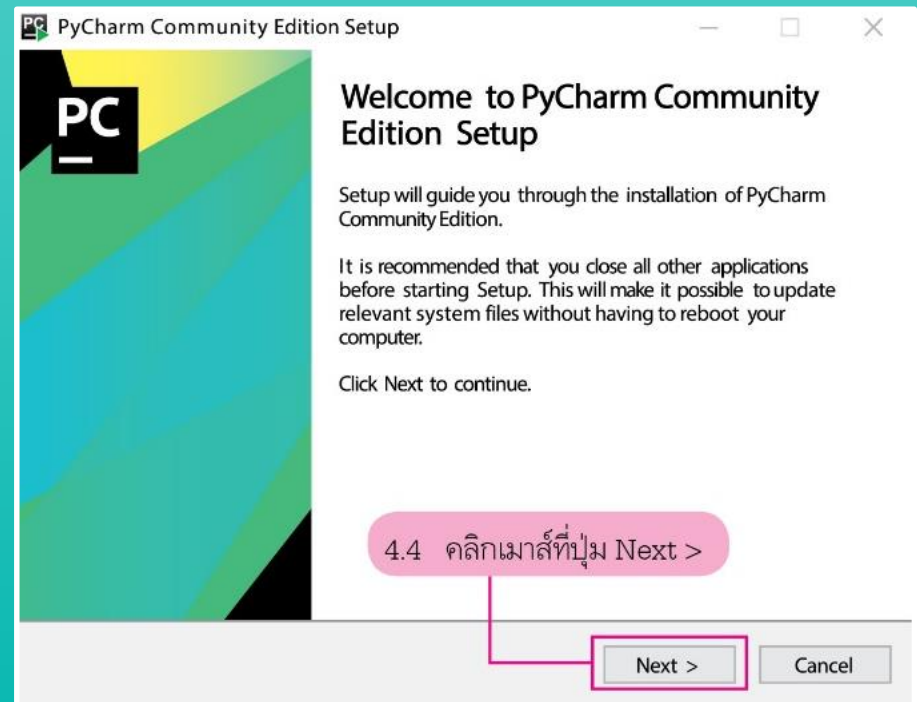 PC PyCharm Community Edition Setup
PC
Welcome to PyCharm Community
Edition Setup
Setup will guide you through the installation of PyCharm
Community Edition.
It is recommended that you close all other applications
before starting Setup. This will make it possible to update
relevant system files without having to reboot your
computer.
Click Next to continue.
4.4 คลิกเมาส์ที่ปุ่ม Next >
Next >
Cancel